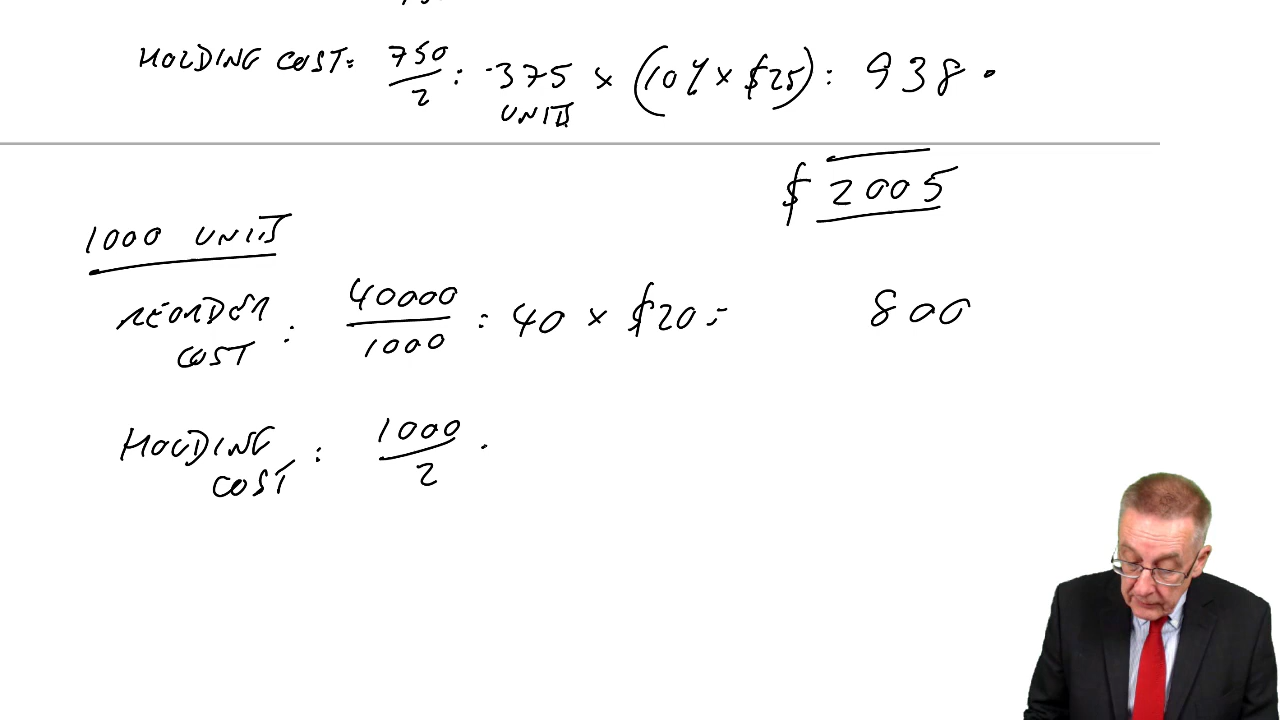 HOLDING COST: 750/2 : 375 UNITS × (10% × $25) : 938.
$ 2005
1000 UNITS
REORDER COST : 40000/1000 : 40 × $20 = 800
HOLDING COST : 1000/2